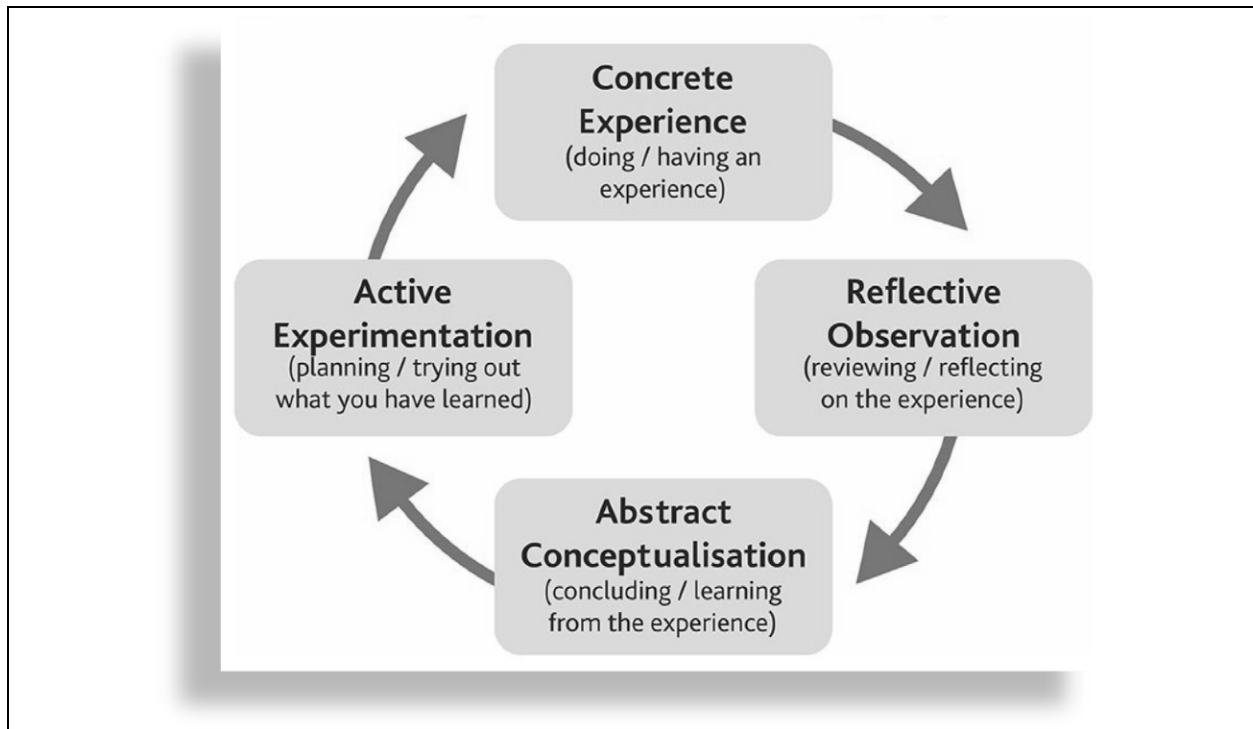 Concrete
Experience
(doing / having an
experience)
Reflective
Observation
(reviewing / reflecting
on the experience)
Abstract
Conceptualisation
(concluding / learning
from the experience)
Active
Experimentation
(planning / trying out
what you have learned)